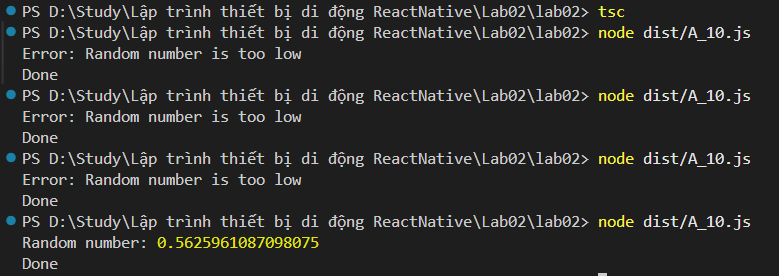 PS D:\Study\Lập trình thiết bị di động ReactNative\Lab02\lab02> tsc
PS D:\Study\Lập trình thiết bị di động ReactNative\Lab02\lab02> node dist/A_10.js
Error: Random number is too low
Done
PS D:\Study\Lập trình thiết bị di động ReactNative\Lab02\lab02> node dist/A_10.js
Error: Random number is too low
Done
PS D:\Study\Lập trình thiết bị di động ReactNative\Lab02\lab02> node dist/A_10.js
Error: Random number is too low
Done
PS D:\Study\Lập trình thiết bị di động ReactNative\Lab02\lab02> node dist/A_10.js
Random number: 0.5625961087098075
Done